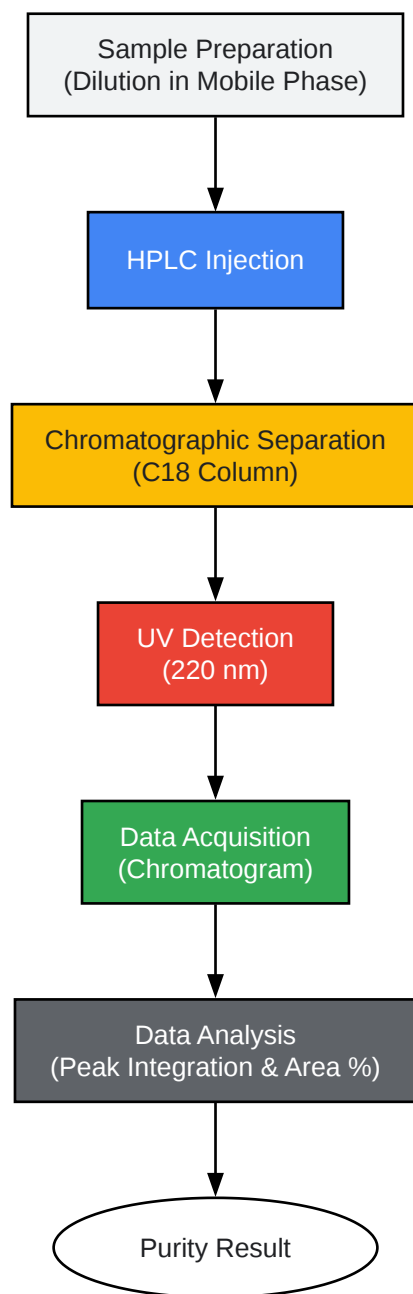 Sample Preparation
(Dilution in Mobile Phase)
HPLC Injection
Chromatographic Separation
(C18 Column)
UV Detection
(220 nm)
Data Acquisition
(Chromatogram)
Data Analysis
(Peak Integration & Area %)
Purity Result